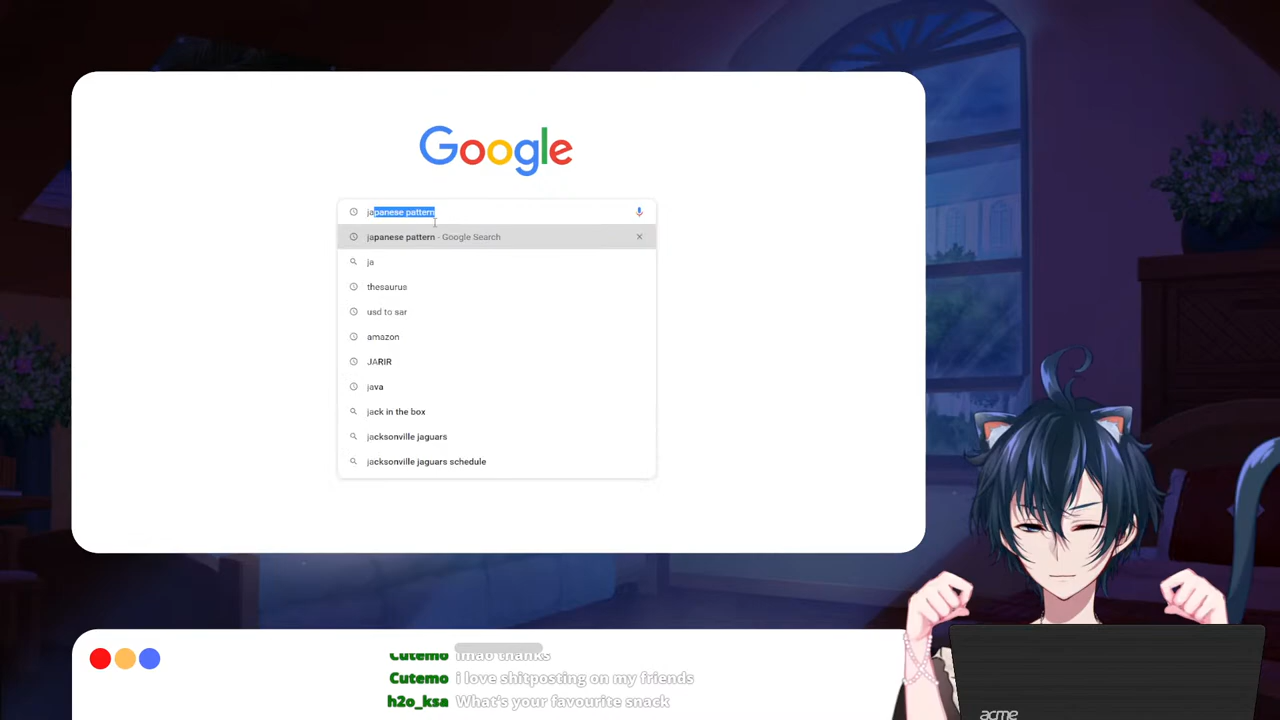 Google
japanese pattern
japanese pattern - Google Search
ja
thesaurus
usd to sar
amazon
JARIR
java
jack in the box
jacksonville jaguars
jacksonville jaguars schedule
Cutemo lmao thanks
Cutemo i love shitposting on my friends
h2o_ksa What's your favourite snack
acme